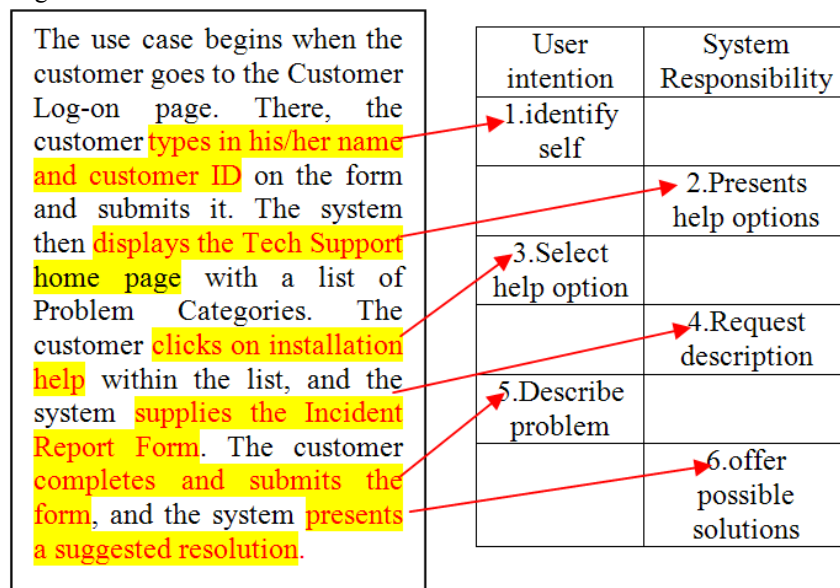 The use case begins when the
customer goes to the Customer
Log-on page. There, the
customer types in his/her name
and customer ID on the form
and submits it. The system
then displays the Tech Support
home page with a list of
Problem Categories. The
customer clicks on installation
help within the list, and the
system supplies the Incident
Report Form. The customer
completes and submits the
form, and the system presents
a suggested resolution.
User
intention
System
Responsibility
1.identify
self
2.Presents
help options
3.Select
help option
4.Request
description
5.Describe
problem
6.offer
possible
solutions